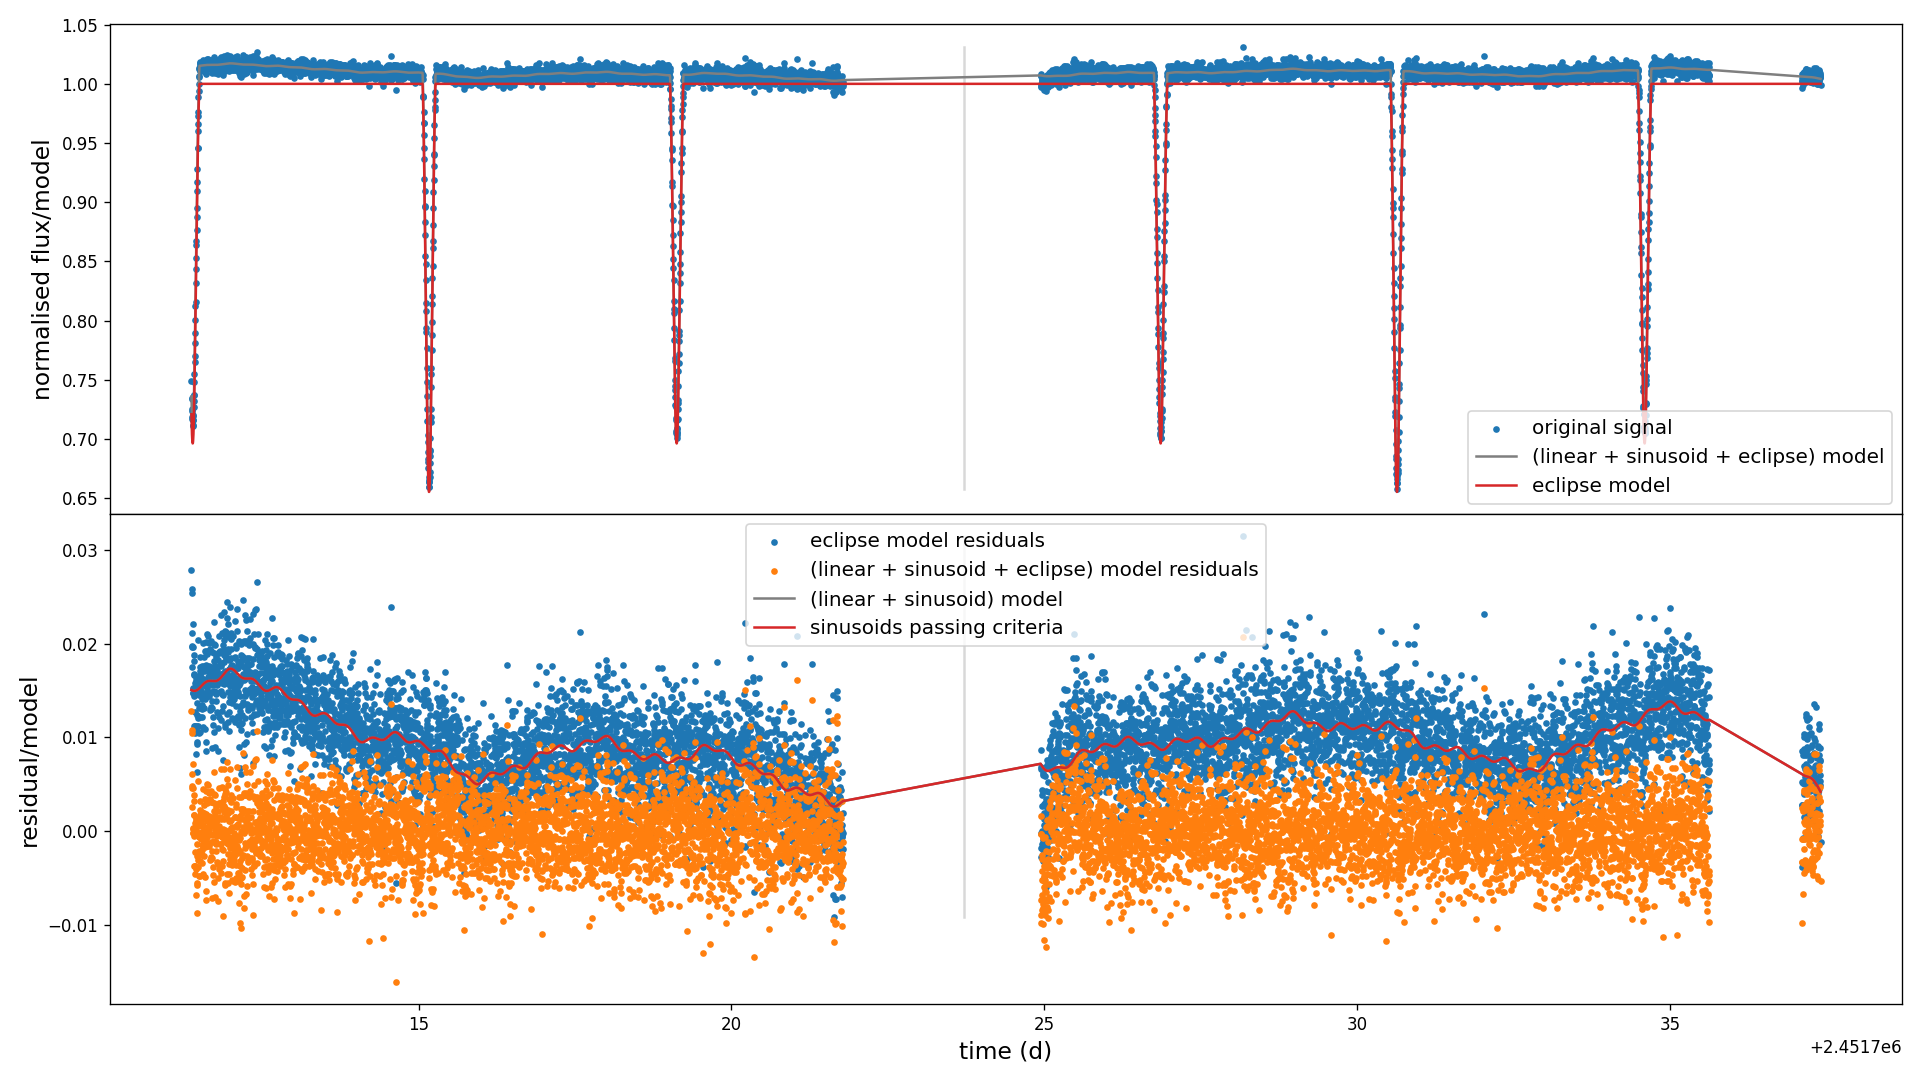 1.05
1.00
0.95
0.90
0.85
0.80
0.75
0.70
0.65
normalised flux/model
original signal
(linear + sinusoid + eclipse) model
eclipse model
0.03
0.02
0.01
0.00
−0.01
residual/model
eclipse model residuals
(linear + sinusoid + eclipse) model residuals
(linear + sinusoid) model
sinusoids passing criteria
15
20
25
30
35
time (d)
+2.4517e6